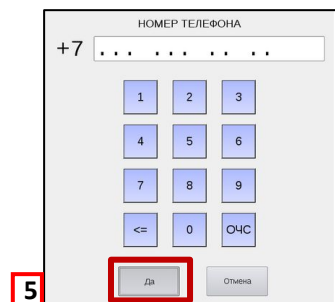 НОМЕР ТЕЛЕФОНА
+7 ... ... .. ..
1 2 3
4 5 6
7 8 9
<= 0 ОЧС
5 Да Отмена